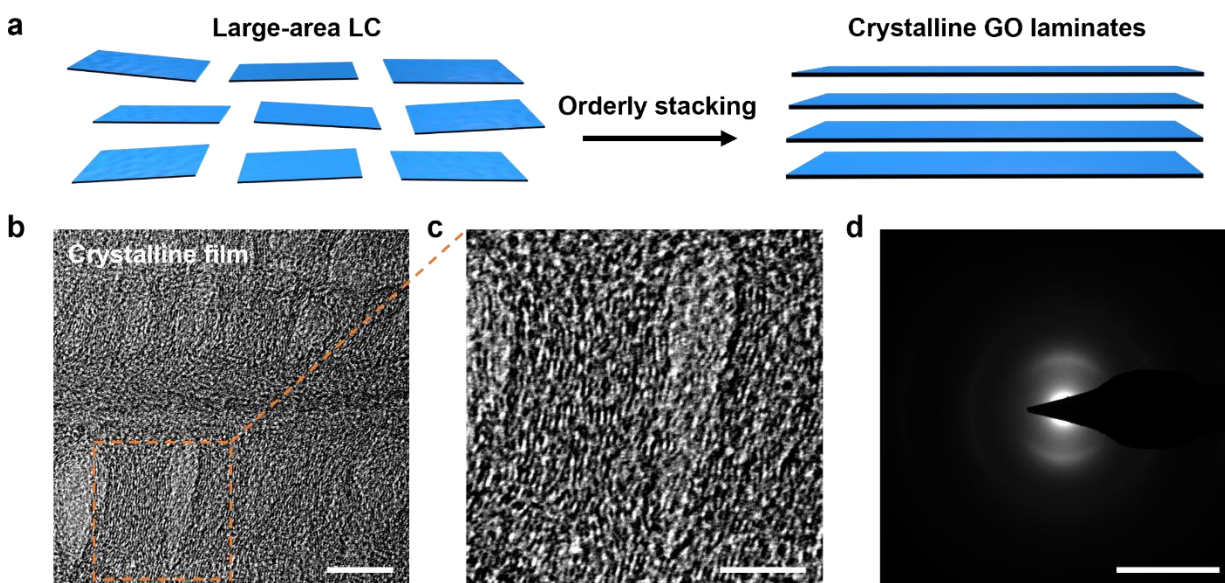 a
Large-area LC
Crystalline GO laminates
Orderly stacking
b
Crystalline film
c
d